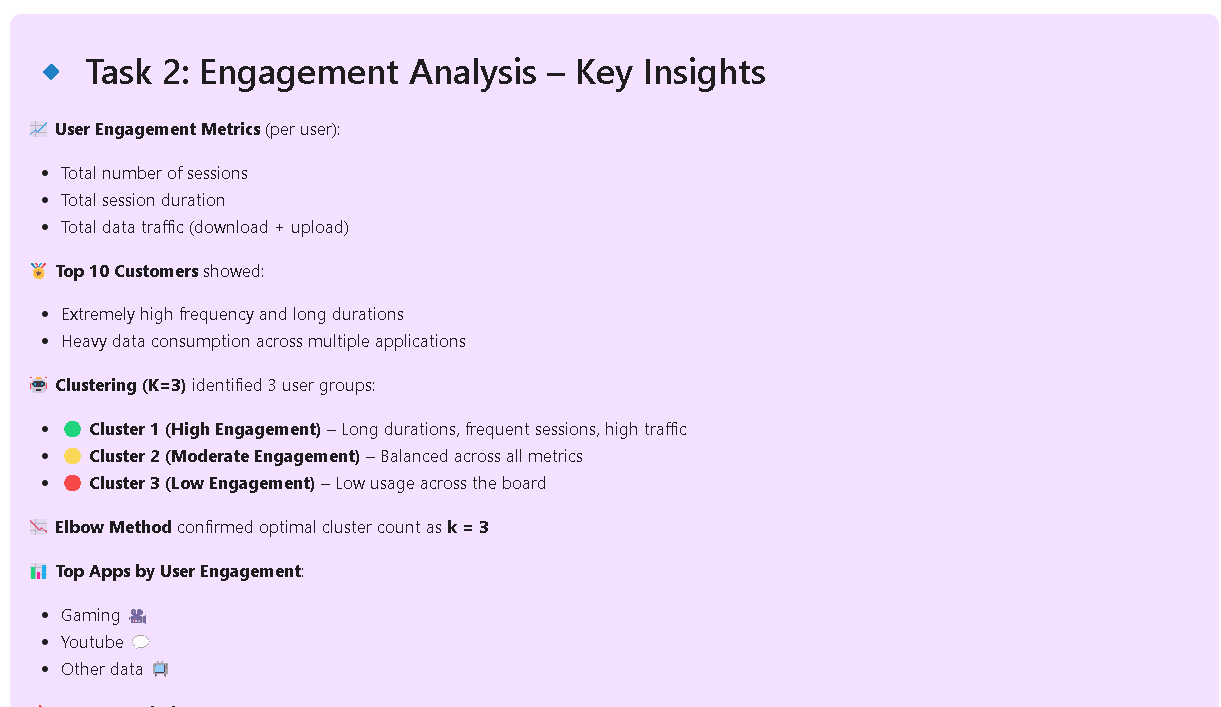 Task 2: Engagement Analysis – Key Insights
User Engagement Metrics (per user):
Total number of sessions
Total session duration
Total data traffic (download + upload)
Top 10 Customers showed:
Extremely high frequency and long durations
Heavy data consumption across multiple applications
Clustering (K=3) identified 3 user groups:
Cluster 1 (High Engagement) – Long durations, frequent sessions, high traffic
Cluster 2 (Moderate Engagement) – Balanced across all metrics
Cluster 3 (Low Engagement) – Low usage across the board
Elbow Method confirmed optimal cluster count as k = 3
Top Apps by User Engagement:
Gaming
Youtube
Other data